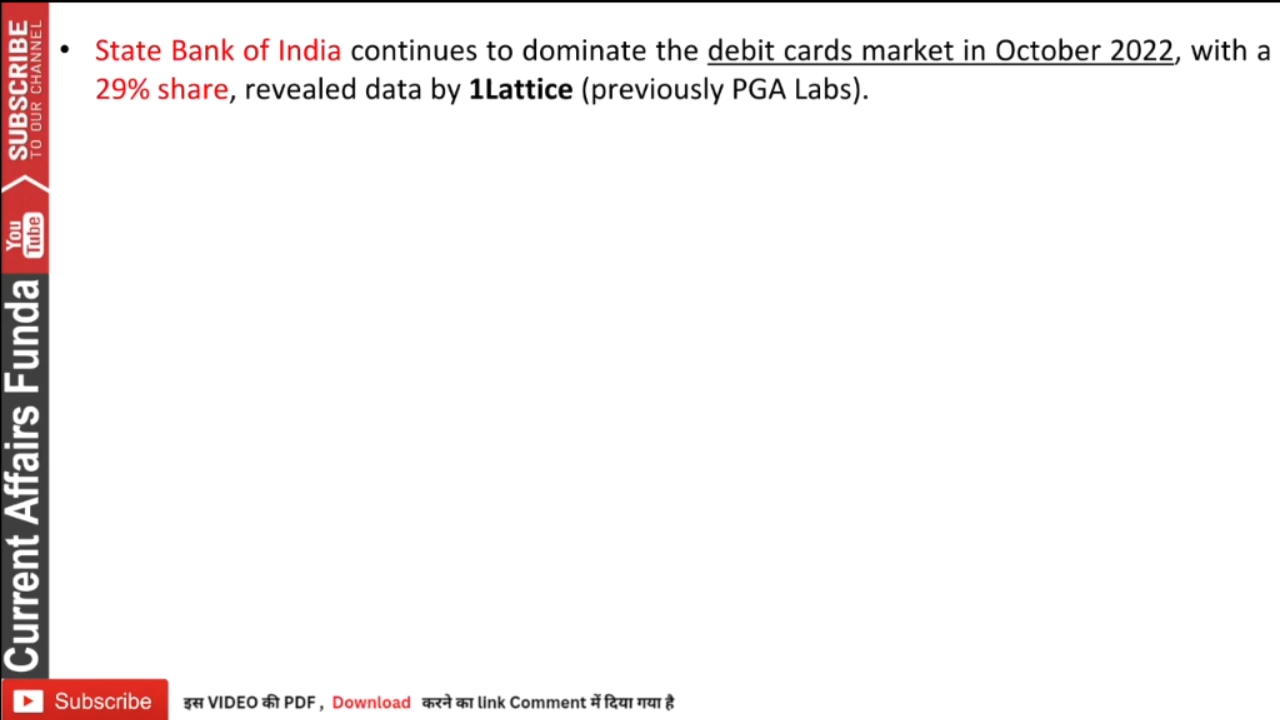 • State Bank of India continues to dominate the debit cards market in October 2022, with a
29% share, revealed data by 1Lattice (previously PGA Labs).
SUBSCRIBE
TO OUR CHANNEL
You
Tube
Current Affairs Funda
Subscribe
इस VIDEO की PDF , Download करने का link Comment में दिया गया है